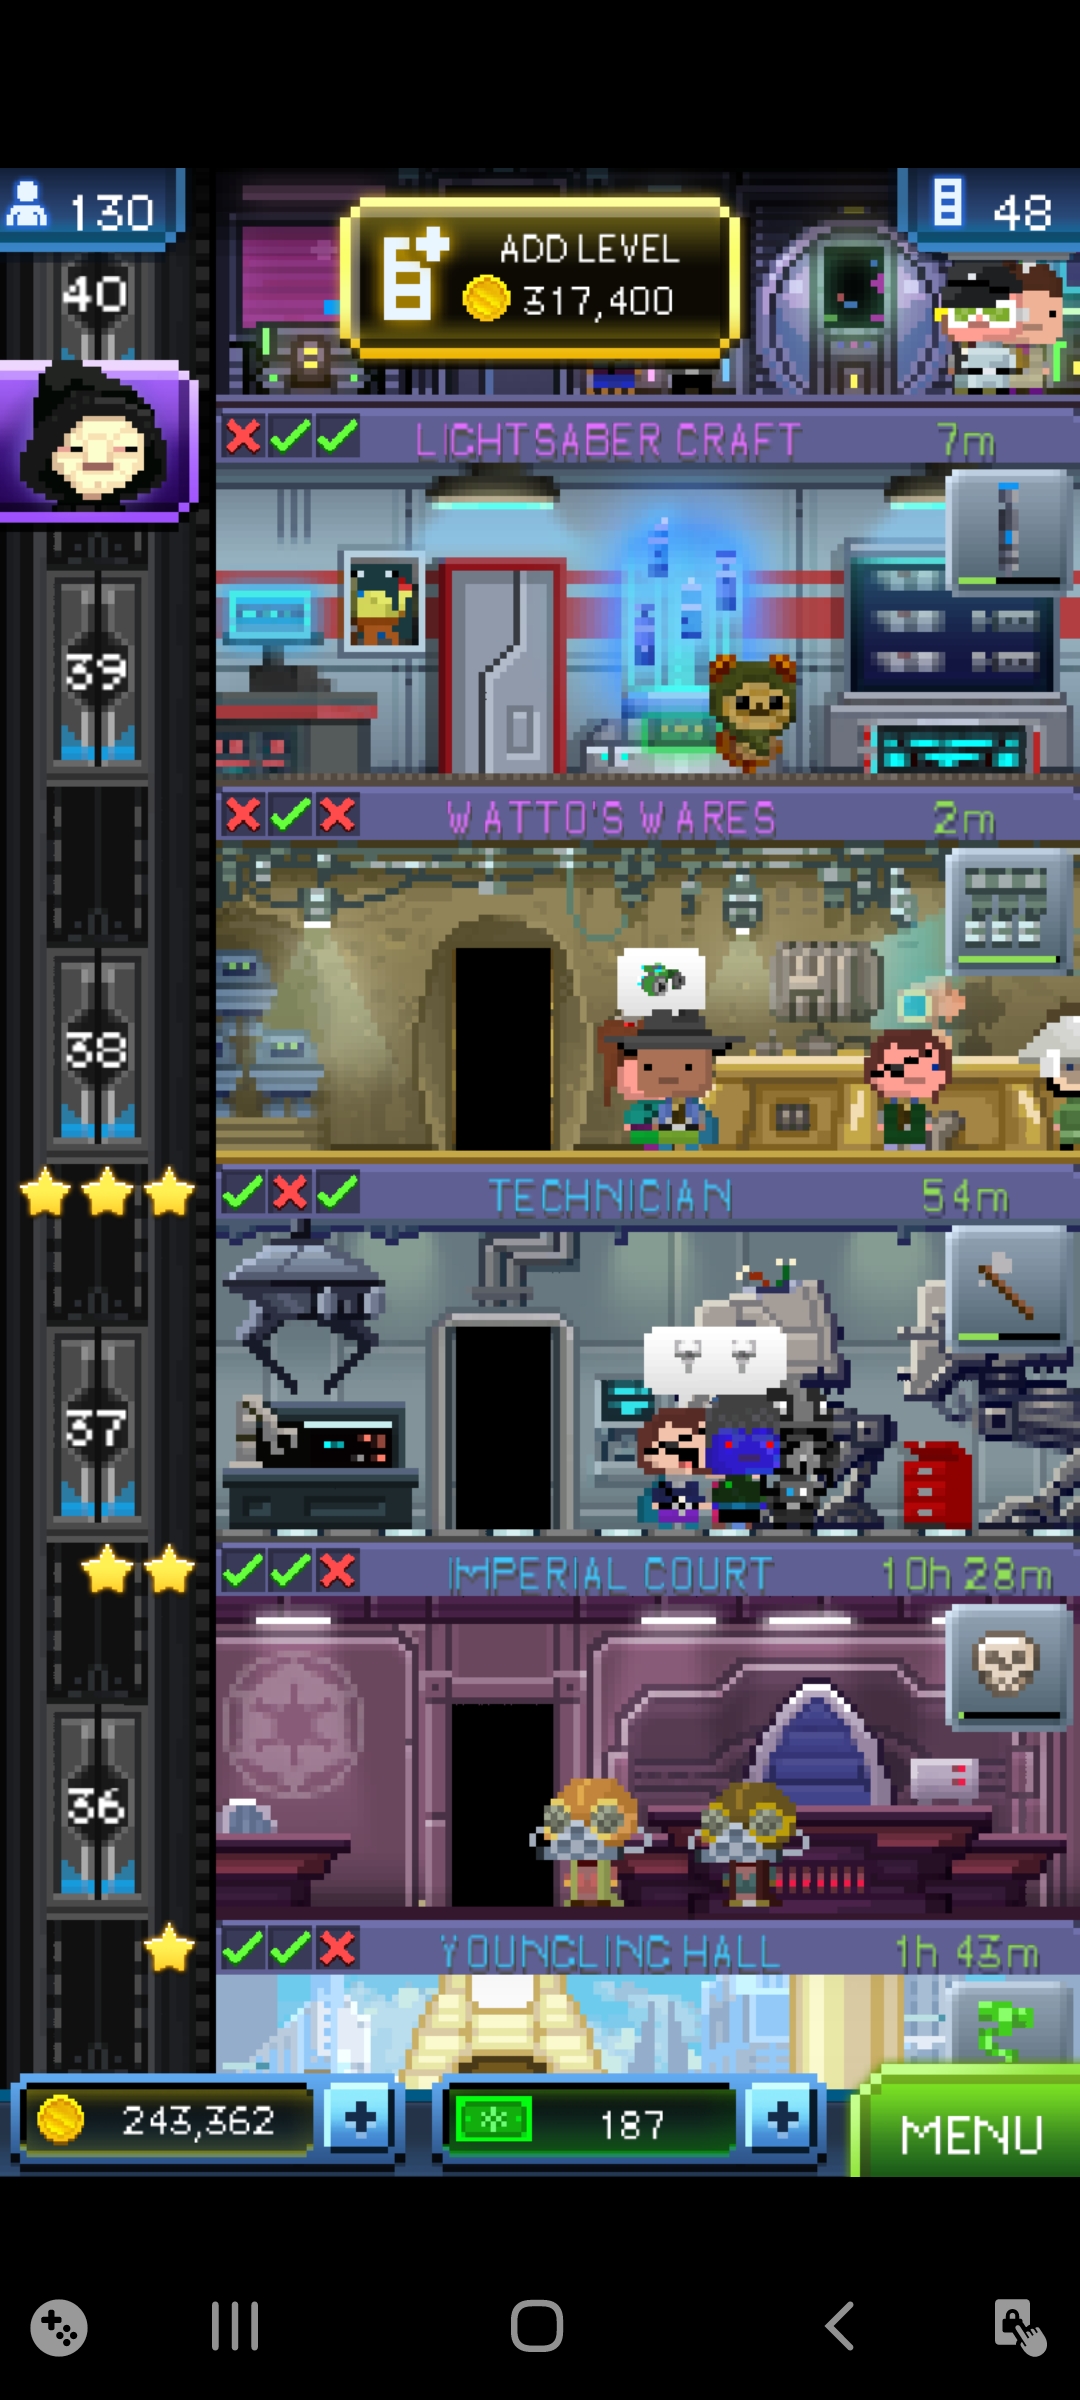 130
ADD LEVEL
317,400
48
40
LIGHTSABER CRAFT 7m
39
WATTO'S WARES 2m
38
TECHNICIAN 54m
37
IMPERIAL COURT 10h 28m
36
YOUNGLING HALL 1h 43m
243,362
187
MENU